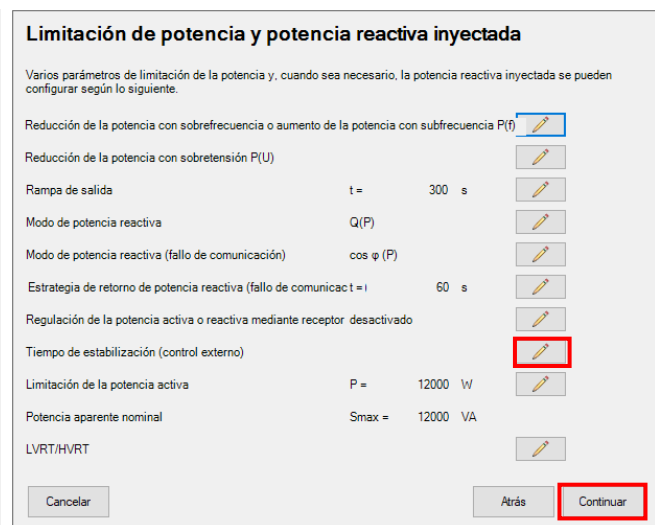 Limitación de potencia y potencia reactiva inyectada
Varios parámetros de limitación de la potencia y, cuando sea necesario, la potencia reactiva inyectada se pueden
configurar según lo siguiente.
Reducción de la potencia con sobrefrecuencia o aumento de la potencia con subfrecuencia P(f)
Reducción de la potencia con sobretensión P(U)
Rampa de salida t = 300 s
Modo de potencia reactiva Q(P)
Modo de potencia reactiva (fallo de comunicación) cos φ (P)
Estrategia de retorno de potencia reactiva (fallo de comunicac t = 60 s
Regulación de la potencia activa o reactiva mediante receptor desactivado
Tiempo de estabilización (control externo)
Limitación de la potencia activa P = 12000 W
Potencia aparente nominal Smax = 12000 VA
LVRT/HVRT
Cancelar Atrás Continuar